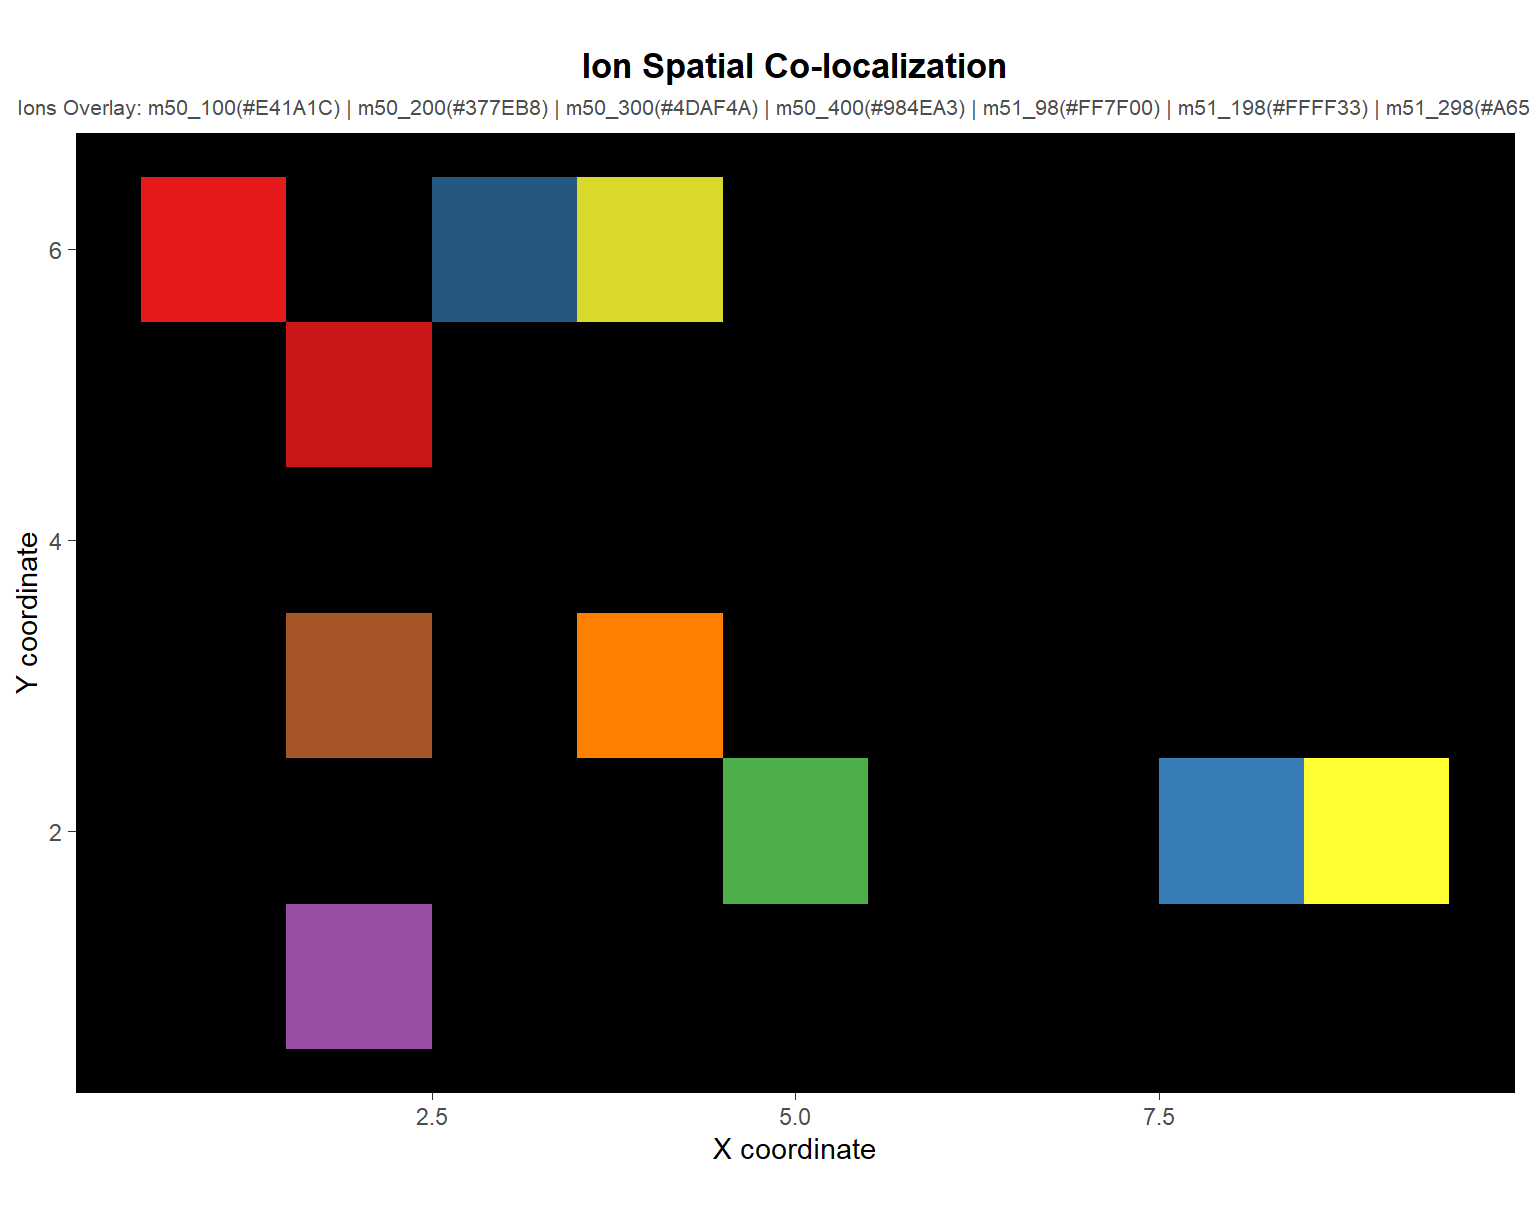 Ion Spatial Co-localization
Ions Overlay: m50_100(#E41A1C) | m50_200(#377EB8) | m50_300(#4DAF4A) | m50_400(#984EA3) | m51_98(#FF7F00) | m51_198(#FFFF33) | m51_298(#A65
6
4
2
Y coordinate
2.5 5.0 7.5
X coordinate